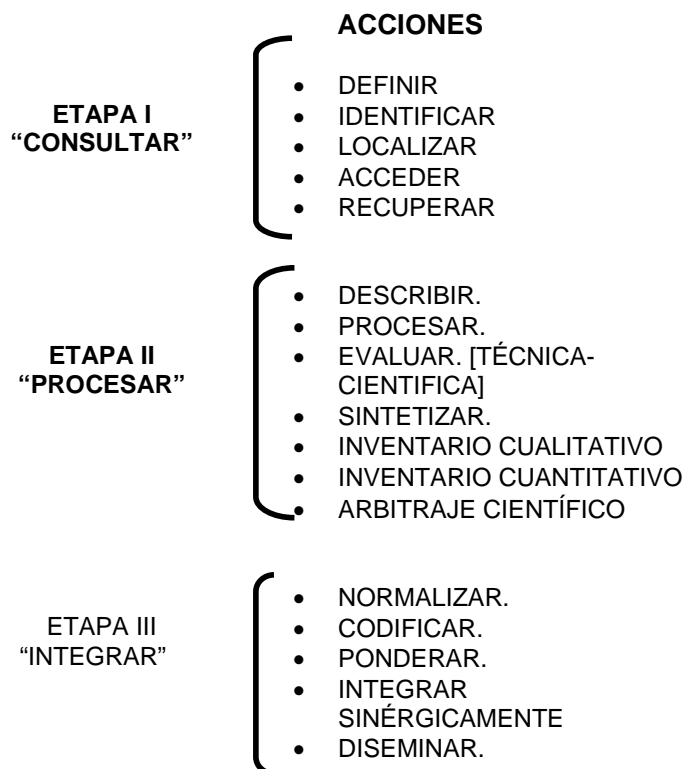 ACCIONES
ETAPA I
“CONSULTAR”
• DEFINIR
• IDENTIFICAR
• LOCALIZAR
• ACCEDER
• RECUPERAR
ETAPA II
“PROCESAR”
• DESCRIBIR.
• PROCESAR.
• EVALUAR. [TÉCNICA-
CIENTIFICA]
• SINTETIZAR.
• INVENTARIO CUALITATIVO
• INVENTARIO CUANTITATIVO
• ARBITRAJE CIENTÍFICO
ETAPA III
“INTEGRAR”
• NORMALIZAR.
• CODIFICAR.
• PONDERAR.
• INTEGRAR
SINÉRGICAMENTE
• DISEMINAR.